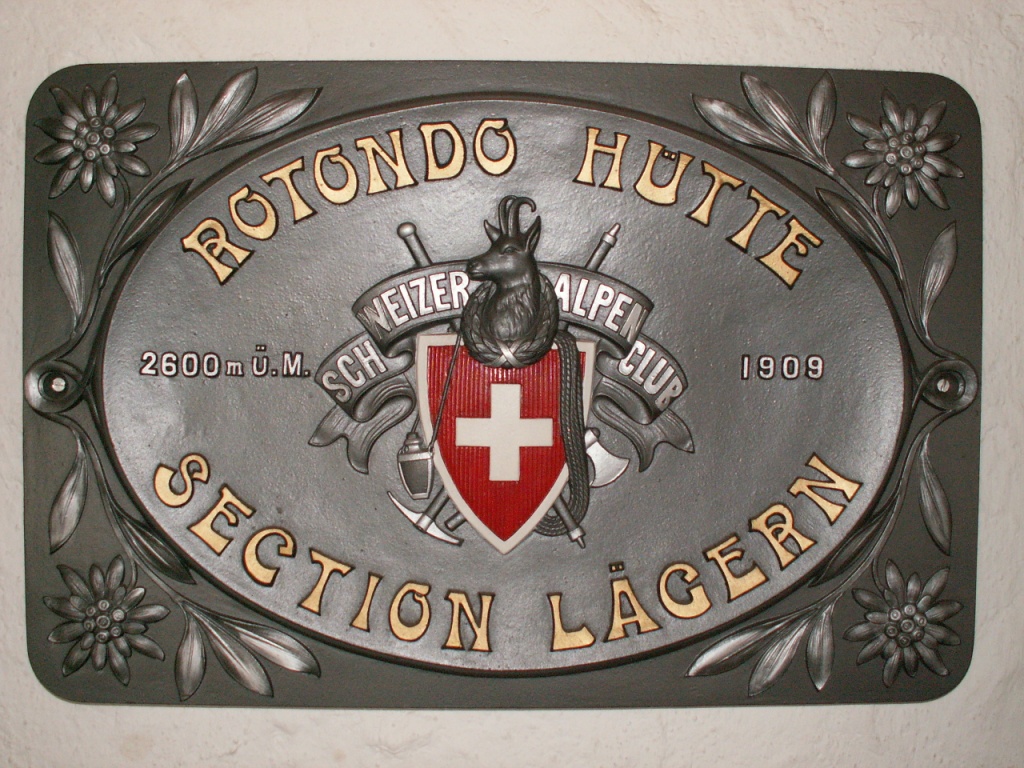 ROTONDO HÜTTE
SCHWEIZER ALPEN CLUB
2600 m Ü.M.
1909
SECTION LÄGERN